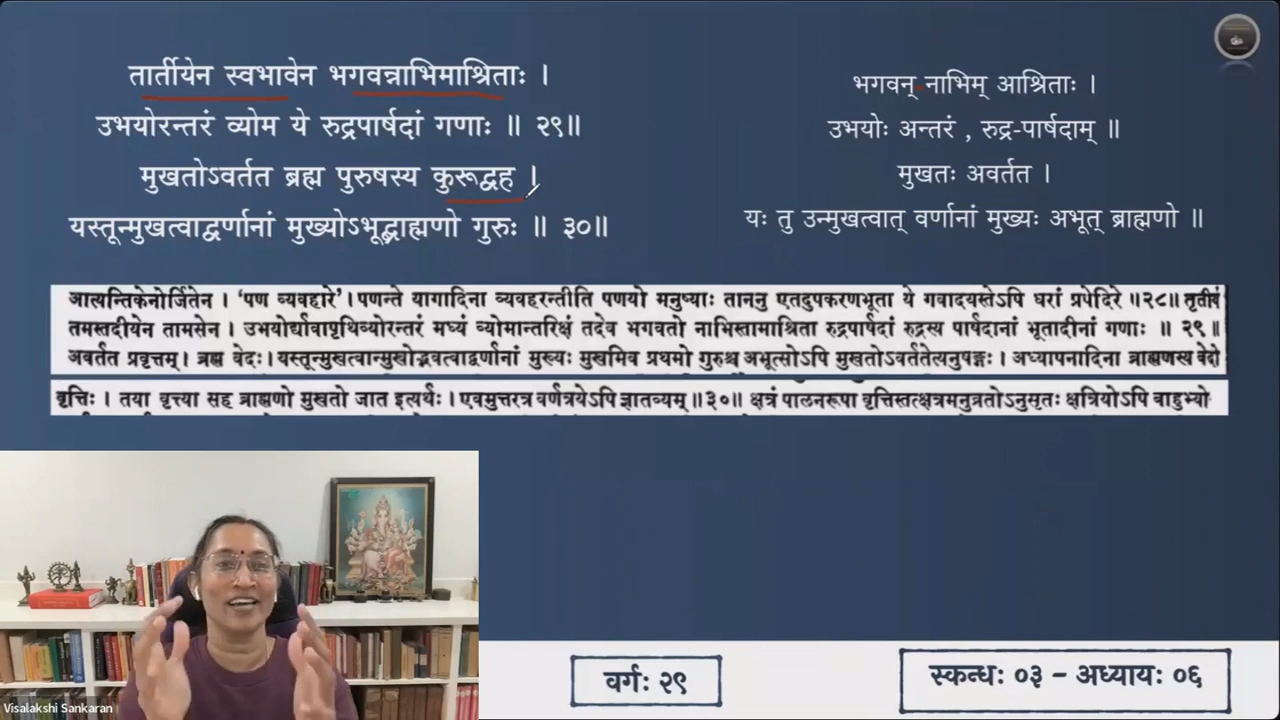 तार्तीयेन स्वभावेन भगवन्नाभिमाश्रिताः ।
उभयोरन्तरं व्योम ये रुद्रपार्षदां गणाः ॥ २९॥
मुखतोऽवर्तत ब्रह्म पुरुषस्य कुरूद्वह ।
यस्तून्मुखत्वाद्वर्णानां मुख्योऽभूद्ब्राह्मणो गुरुः ॥ ३०॥
भगवन् नाभिम् आश्रिताः ।
उभयोः अन्तरं , रुद्र-पार्षदाम् ॥
मुखतः अवर्तत ।
यः तु उन्मुखत्वात् वर्णानां मुख्यः अभूत् ब्राह्मणो ॥
आत्यन्तिकेनोर्जितेन । 'पण व्यवहारे' । पणन्ते यागादिना व्यवहरन्तीति पणयो मनुष्याः ताननु एतदुपकरणभूता ये गवादयस्तेऽपि धरां प्रपेदिरे ॥२८॥ तृतीयं
तमस्तदीयेन तामसेन । उभयोर्द्यावापृथिव्योरन्तरं मध्यं व्योमान्तरिक्षं तदेव भगवतो नाभिस्तामाश्रिता रुद्रपार्षदां रुद्रस्य पार्षदानां भूतादीनां गणाः ॥ २९॥
अवर्तत प्रवृत्तम् । ब्रह्म वेदः । यस्तून्मुखत्वान्मुखोद्भवत्वाद्वर्णानां मुख्यः मुखमिव प्रथमो गुरुश्च अभूत्सोऽपि मुखतोऽवर्ततेत्यनुषङ्गः । अध्यापनादिना ब्राह्मणस्य वेदो
वृत्तिः । तया वृत्त्या सह ब्राह्मणो मुखतो जात इत्यर्थः । एवमुत्तरत्र वर्णत्रयेऽपि ज्ञातव्यम् ॥३०॥ क्षत्रं पालनरूपा वृत्तिस्तत्क्षत्रमनुव्रतोऽनुसृतः क्षत्रियोऽपि बाहुभ्यो
Visalakshi Sankaran
वर्गः २९
स्कन्धः ०३ - अध्यायः ०६